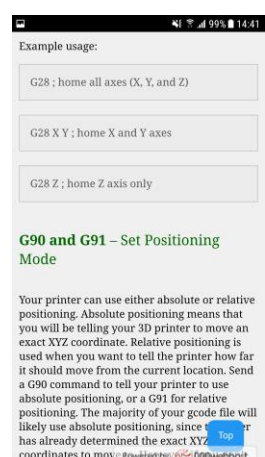 99% 14:41
Example usage:
G28 ; home all axes (X, Y, and Z)
G28 X Y ; home X and Y axes
G28 Z ; home Z axis only
G90 and G91 – Set Positioning
Mode
Your printer can use either absolute or relative
positioning. Absolute positioning means that
you will be telling your 3D printer to move an
exact XYZ coordinate. Relative positioning is
used when you want to tell the printer how far
it should move from the current location. Send
a G90 command to tell your printer to use
absolute positioning, or a G91 for relative
positioning. The majority of your gcode file will
likely use absolute positioning, since
has already determined the exact XYZ
Top
coordinates to